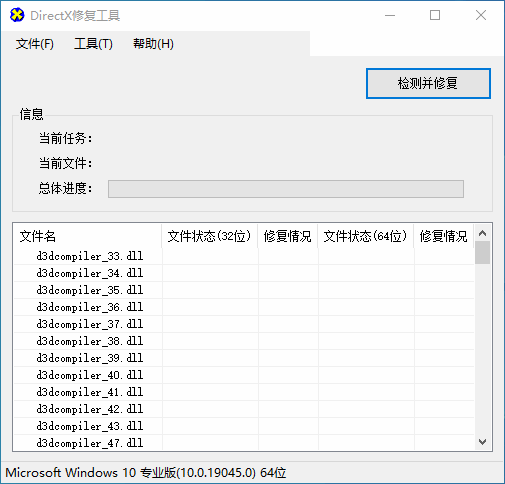 DirectX修复工具
文件(F) 工具(T) 帮助(H)
检测并修复
信息
当前任务：
当前文件：
总体进度：
文件名 文件状态(32位) 修复情况 文件状态(64位) 修复情况
d3dcompiler_33.dll
d3dcompiler_34.dll
d3dcompiler_35.dll
d3dcompiler_36.dll
d3dcompiler_37.dll
d3dcompiler_38.dll
d3dcompiler_39.dll
d3dcompiler_40.dll
d3dcompiler_41.dll
d3dcompiler_42.dll
d3dcompiler_43.dll
d3dcompiler_47.dll
Microsoft Windows 10 专业版(10.0.19045.0) 64位